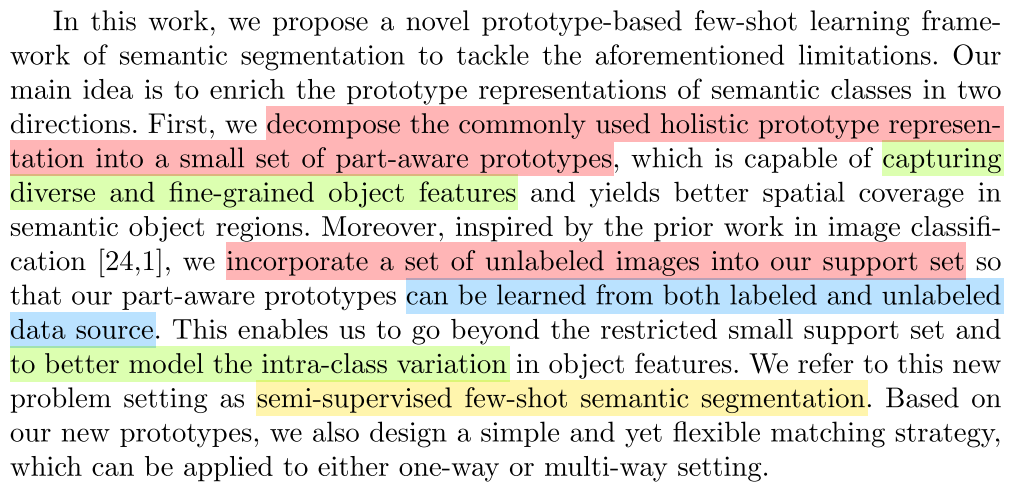 In this work, we propose a novel prototype-based few-shot learning frame-
work of semantic segmentation to tackle the aforementioned limitations. Our
main idea is to enrich the prototype representations of semantic classes in two
directions. First, we decompose the commonly used holistic prototype represen-
tation into a small set of part-aware prototypes, which is capable of capturing
diverse and fine-grained object features and yields better spatial coverage in
semantic object regions. Moreover, inspired by the prior work in image classifi-
cation [24,1], we incorporate a set of unlabeled images into our support set so
that our part-aware prototypes can be learned from both labeled and unlabeled
data source. This enables us to go beyond the restricted small support set and
to better model the intra-class variation in object features. We refer to this new
problem setting as semi-supervised few-shot semantic segmentation. Based on
our new prototypes, we also design a simple and yet flexible matching strategy,
which can be applied to either one-way or multi-way setting.